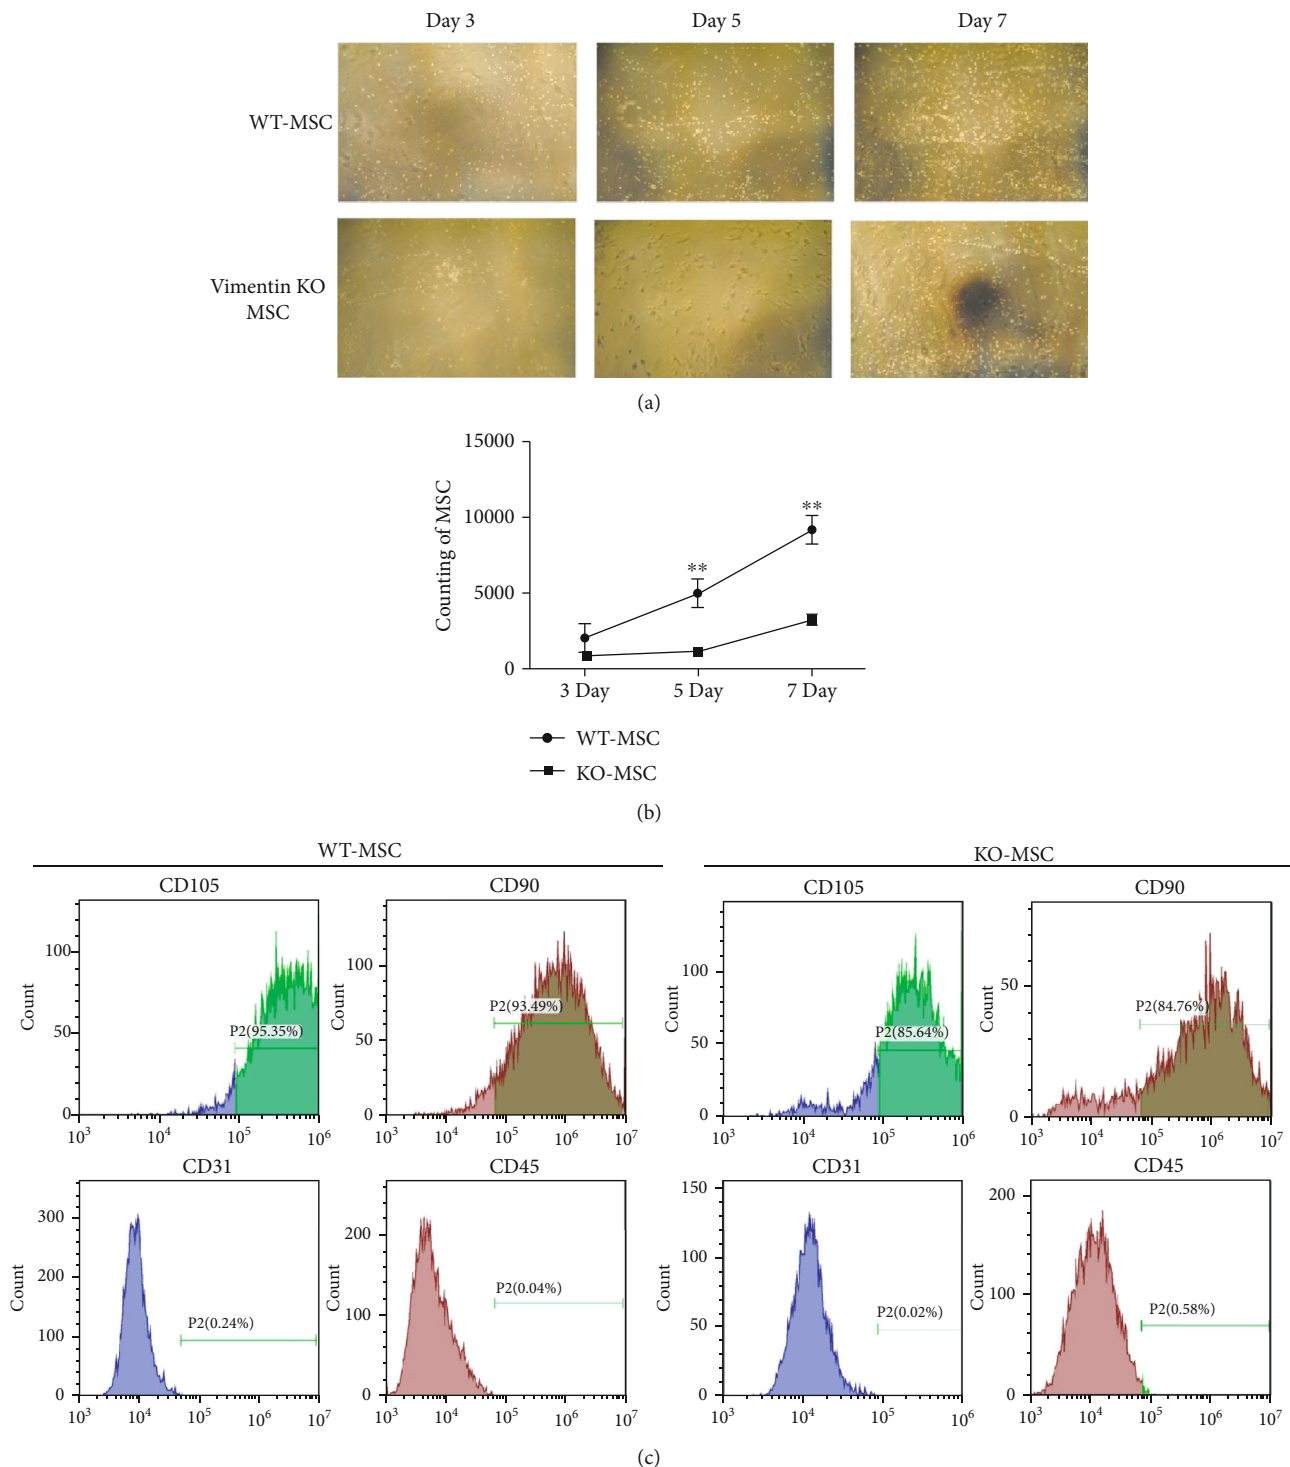 Day 3 Day 5 Day 7
WT-MSC
Vimentin KO
MSC
(a)
15000
10000
5000
0
Counting of MSC
** **
3 Day 5 Day 7 Day
WT-MSC
KO-MSC
(b)
WT-MSC KO-MSC
CD105
Count
100
50
0
P2(95.35%)
10³ 10⁴ 10⁵ 10⁶
CD90
Count
100
50
0
P2(93.49%)
10³ 10⁴ 10⁵ 10⁶ 10⁷
CD105
Count
100
50
0
P2(85.64%)
10³ 10⁴ 10⁵ 10⁶
CD90
Count
50
0
P2(84.76%)
10³ 10⁴ 10⁵ 10⁶ 10⁷
CD31
Count
300
200
100
0
P2(0.24%)
10³ 10⁴ 10⁵ 10⁶ 10⁷
CD45
Count
200
100
0
P2(0.04%)
10³ 10⁴ 10⁵ 10⁶ 10⁷
CD31
Count
150
100
50
0
P2(0.02%)
10³ 10⁴ 10⁵ 10⁶
CD45
Count
200
100
0
P2(0.58%)
10³ 10⁴ 10⁵ 10⁶ 10⁷
(c)